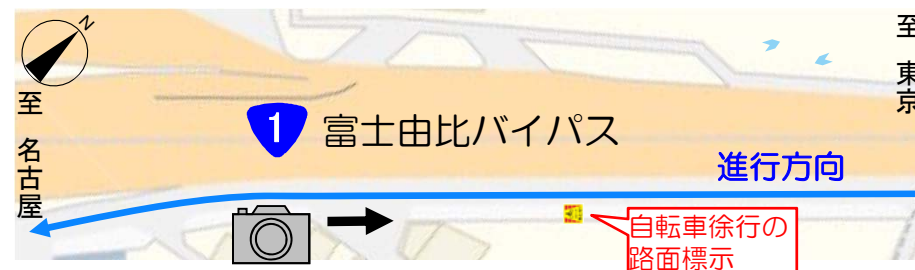 N
至 東京
至 名古屋
1 富士由比バイパス
進行方向
自転車徐行の
路面標示